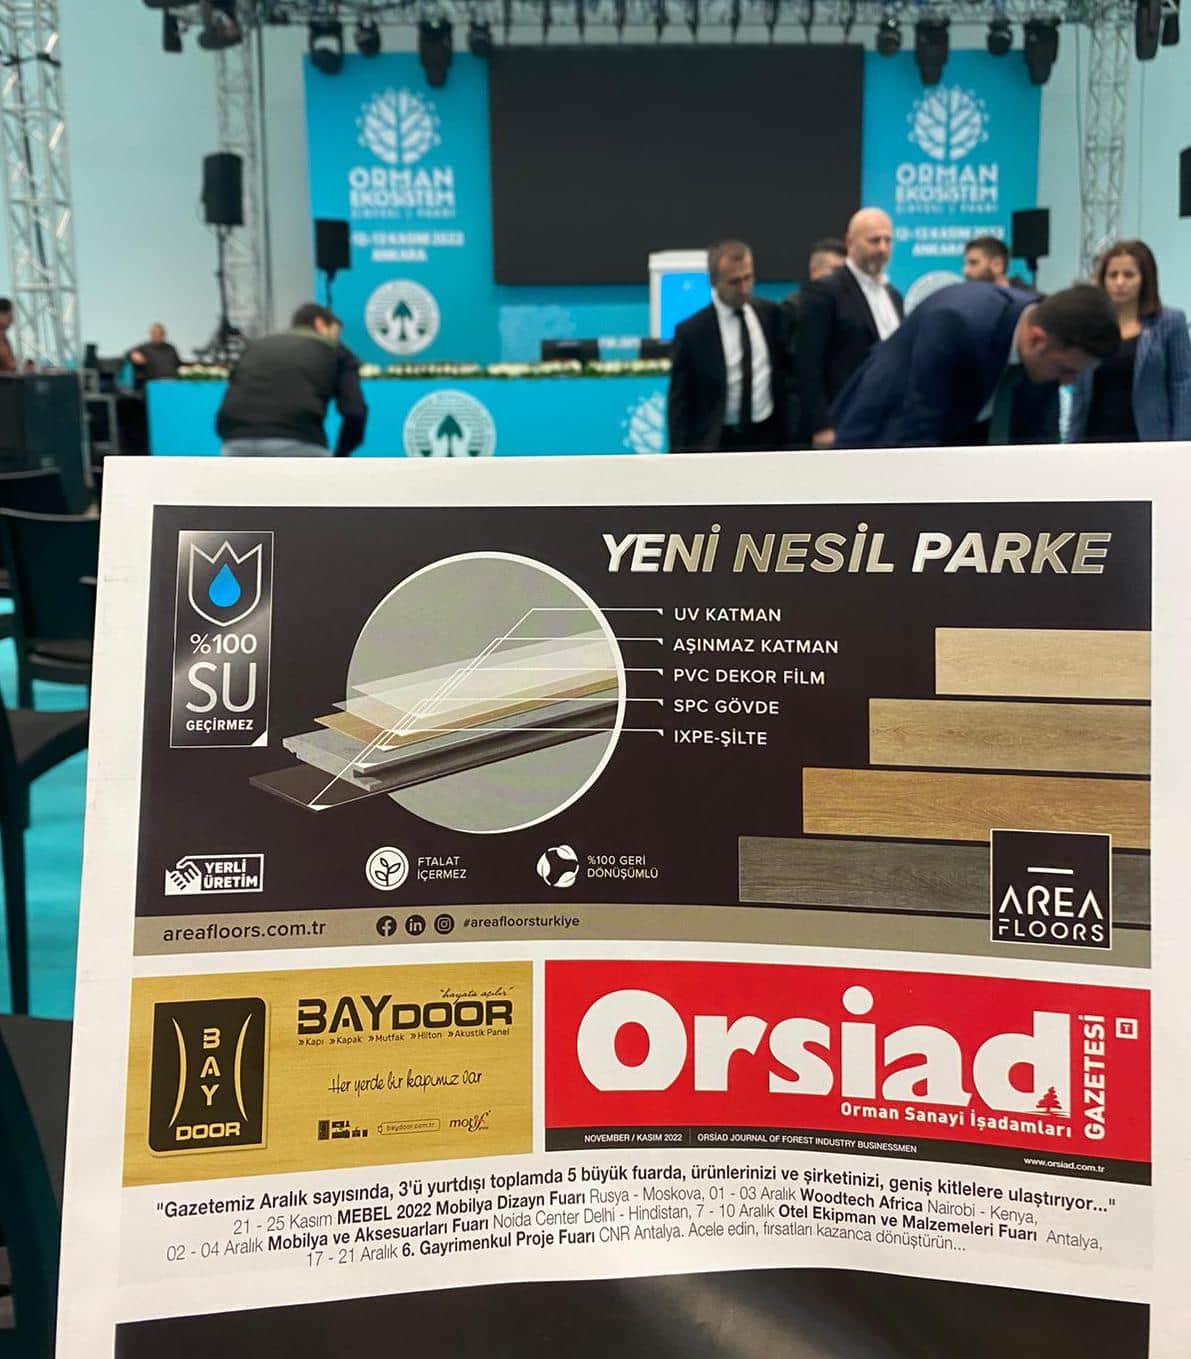 ORMAN
EKOSİSTEM
12-13 KASIM 2022
ANKARA
ORMAN
EKOSİSTEM
12-13 KASIM 2022
ANKARA
%100
SU
GEÇİRMEZ
YENİ NESİL PARKE
UV KATMAN
AŞINMAZ KATMAN
PVC DEKOR FİLM
SPC GÖVDE
IXPE-ŞİLTE
YERLİ
ÜRETİM
FTALAT
İÇERMEZ
%100 GERİ
DÖNÜŞÜMLÜ
AREA
FLOORS
areafloors.com.tr
#areafloorsturkiye
BAY
DOOR
"hayata açılır"
BAYDOOR
»Kapı »Kapak »Mutfak »Hilton »Akustik Panel
Her yerde bir kapımız var
baydoor.com.tr
motif
Orsiad
GAZETESİ
T
Orman Sanayi İşadamları
NOVEMBER / KASIM 2022 | ORSİAD JOURNAL OF FOREST INDUSTRY BUSINESSMEN
www.orsiad.com.tr
"Gazetemiz Aralık sayısında, 3'ü yurtdışı toplamda 5 büyük fuarda, ürünlerinizi ve şirketinizi, geniş kitlelere ulaştırıyor..."
21 - 25 Kasım MEBEL 2022 Mobilya Dizayn Fuarı Rusya - Moskova, 01 - 03 Aralık Woodtech Africa Nairobi - Kenya,
02 - 04 Aralık Mobilya ve Aksesuarları Fuarı Noida Center Delhi - Hindistan, 7 - 10 Aralık Otel Ekipman ve Malzemeleri Fuarı Antalya,
17 - 21 Aralık 6. Gayrimenkul Proje Fuarı CNR Antalya. Acele edin, fırsatları kazanca dönüştürün...